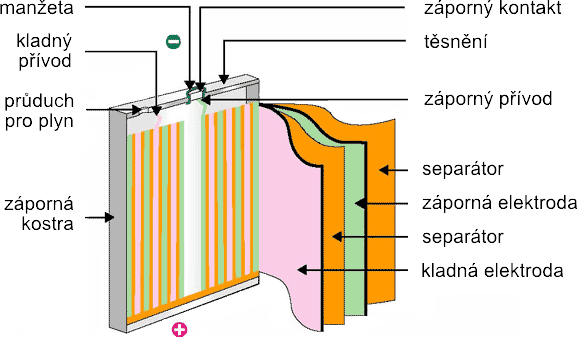 manžeta
kladný
přívod
průduch
pro plyn
záporná
kostra
záporný kontakt
těsnění
záporný přívod
separátor
záporná elektroda
separátor
kladná elektroda